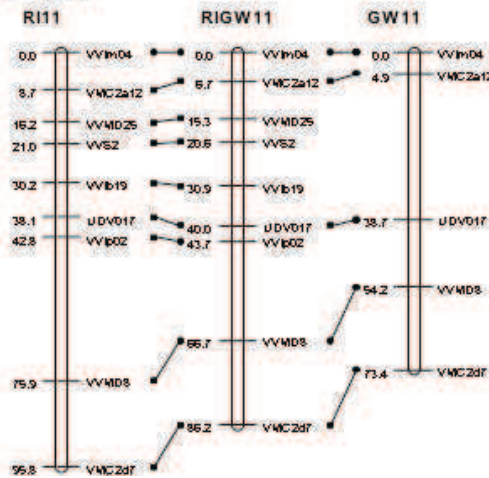 RI11
0.0 VVIm04
8.7 VMC2a12
16.2 VVMD25
21.0 VVS2
30.2 VVIb19
38.1 UDV017
42.8 VVIp02
75.9 VVMD8
95.8 VMC2d7
RIGW11
0.0 VVIm04
6.7 VMC2a12
15.3 VVMD25
20.6 VVS2
30.9 VVIb19
40.0 UDV017
43.7 VVIp02
66.7 VVMD8
86.2 VMC2d7
GW11
0.0 VVIm04
4.9 VMC2a12
38.7 UDV017
54.2 VVMD8
73.4 VMC2d7